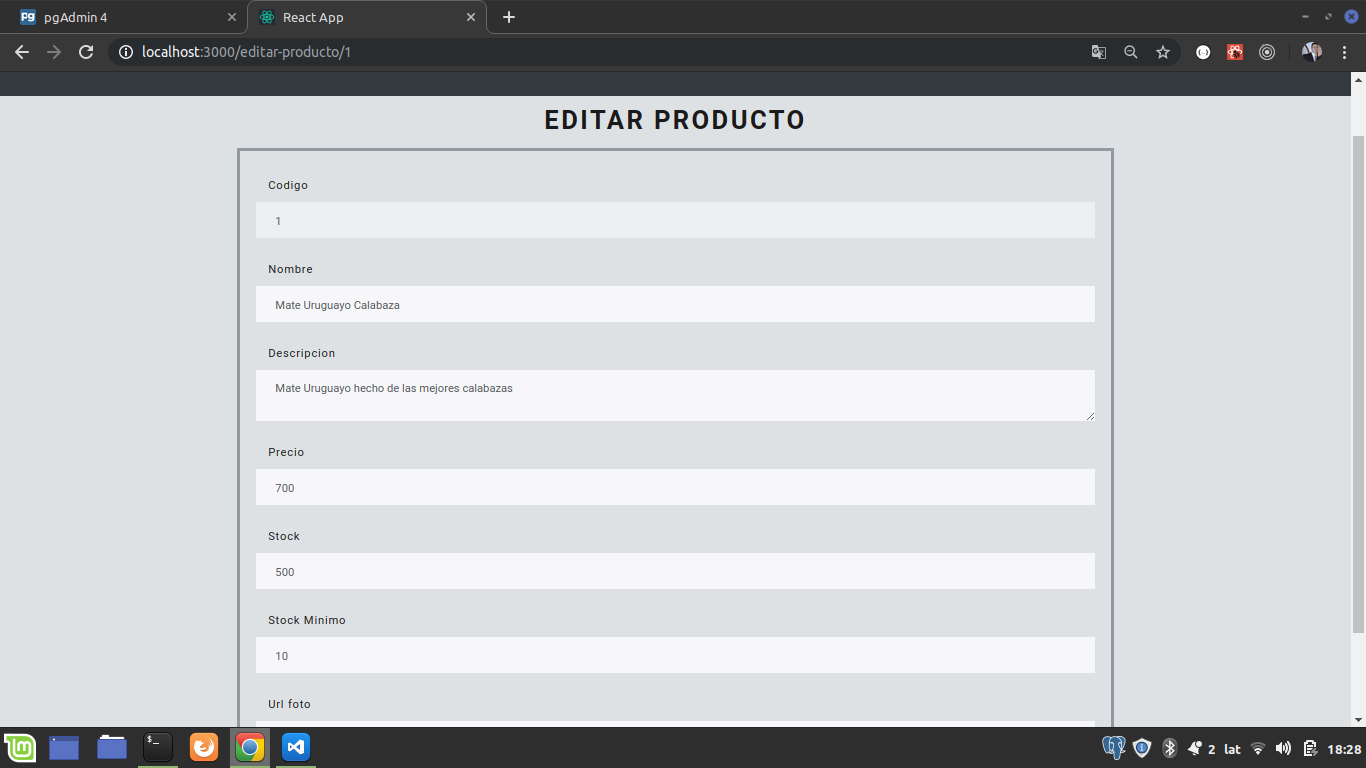 pgAdmin 4
React App
localhost:3000/editar-producto/1
EDITAR PRODUCTO
Codigo
1
Nombre
Mate Uruguayo Calabaza
Descripcion
Mate Uruguayo hecho de las mejores calabazas
Precio
700
Stock
500
Stock Minimo
10
Url foto
2 lat 18:28